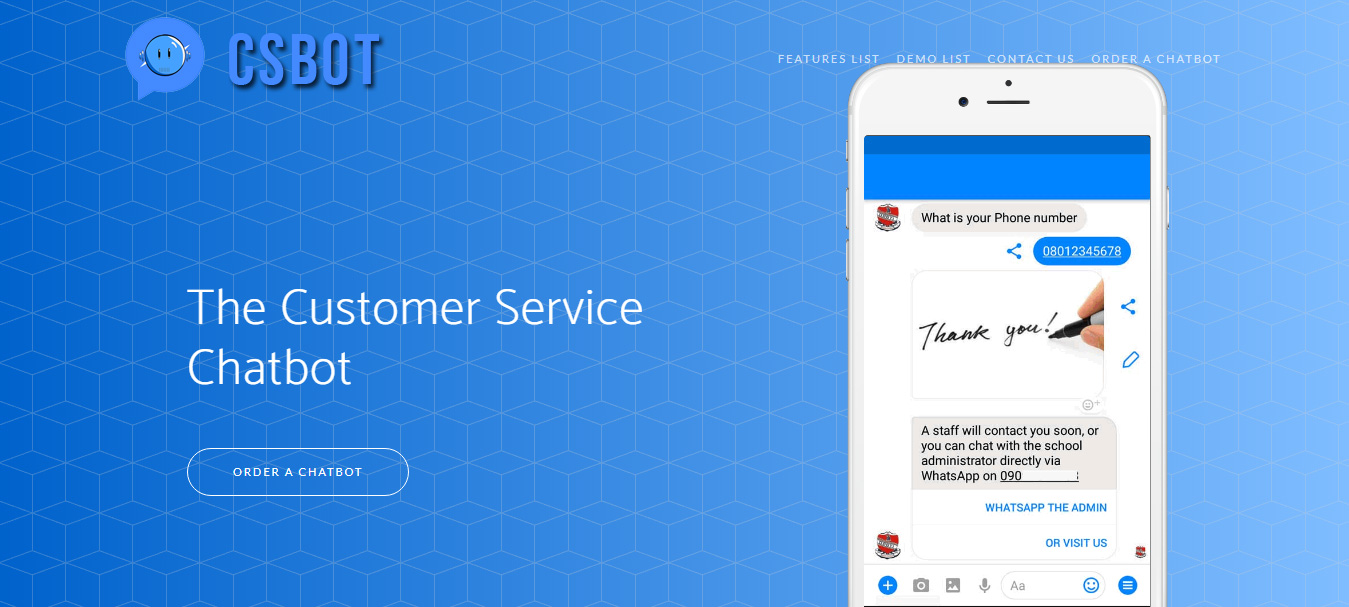 CSBOT
FEATURES LIST DEMO LIST CONTACT US ORDER A CHATBOT
The Customer Service
Chatbot
ORDER A CHATBOT
What is your Phone number
08012345678
Thank you!
A staff will contact you soon, or
you can chat with the school
administrator directly via
WhatsApp on 090
WHATSAPP THE ADMIN
OR VISIT US
Aa